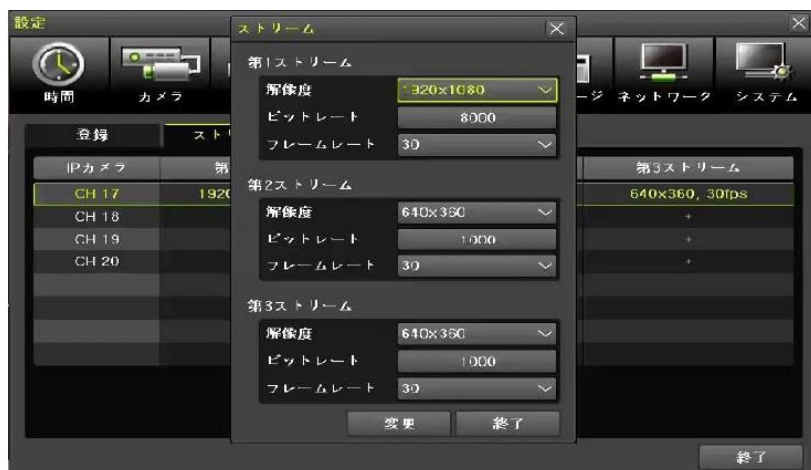 設定
ストリーム
時間
カメラ
ージ
ネットワーク
システム
第1ストリーム
解像度 1920x1080
ビットレート 8000
フレームレート 30
登録
ストリ
IPカメラ
第
第3ストリーム
CH 17
1920
640x360, 30fps
CH 18
+
CH 19
+
CH 20
+
第2ストリーム
解像度 640x360
ビットレート 1000
フレームレート 30
第3ストリーム
解像度 640x360
ビットレート 1000
フレームレート 30
変更
終了
終了